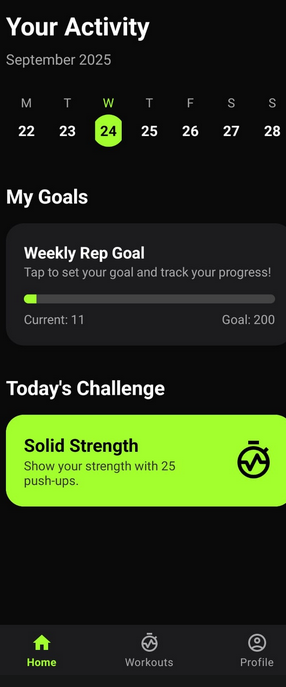 Your Activity
September 2025
M T W T F S S
22 23 24 25 26 27 28
My Goals
Weekly Rep Goal
Tap to set your goal and track your progress!
Current: 11 Goal: 200
Today's Challenge
Solid Strength
Show your strength with 25
push-ups.
Home Workouts Profile